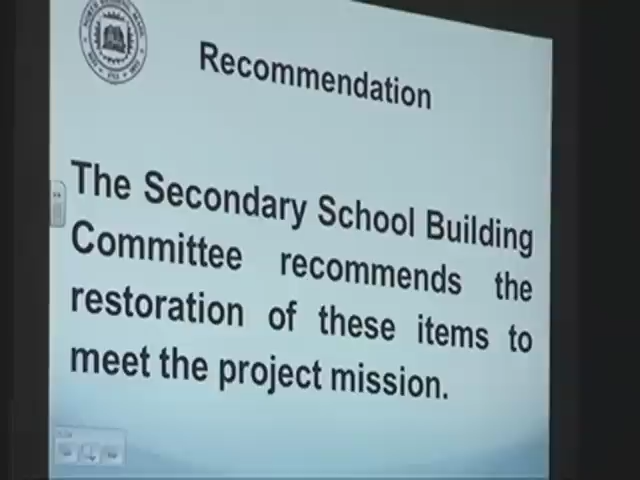 Recommendation
The Secondary School Building
Committee recommends the
restoration of these items to
meet the project mission.